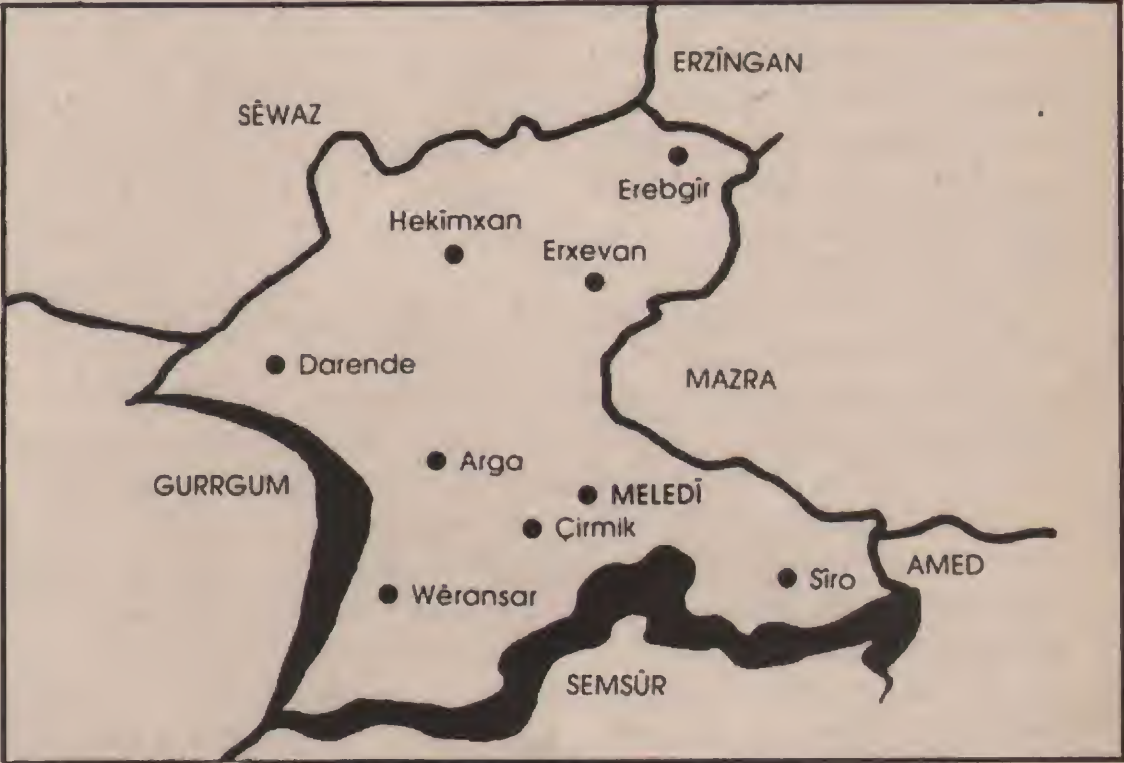 ERZÎNGAN
SÊWAZ
Erebgîr
Hekîmxan
Erxevan
Darende
MAZRA
Arga
GURRGUM
MELEDÎ
Çirmik
AMED
Sîro
Wêransar
SEMSÛR